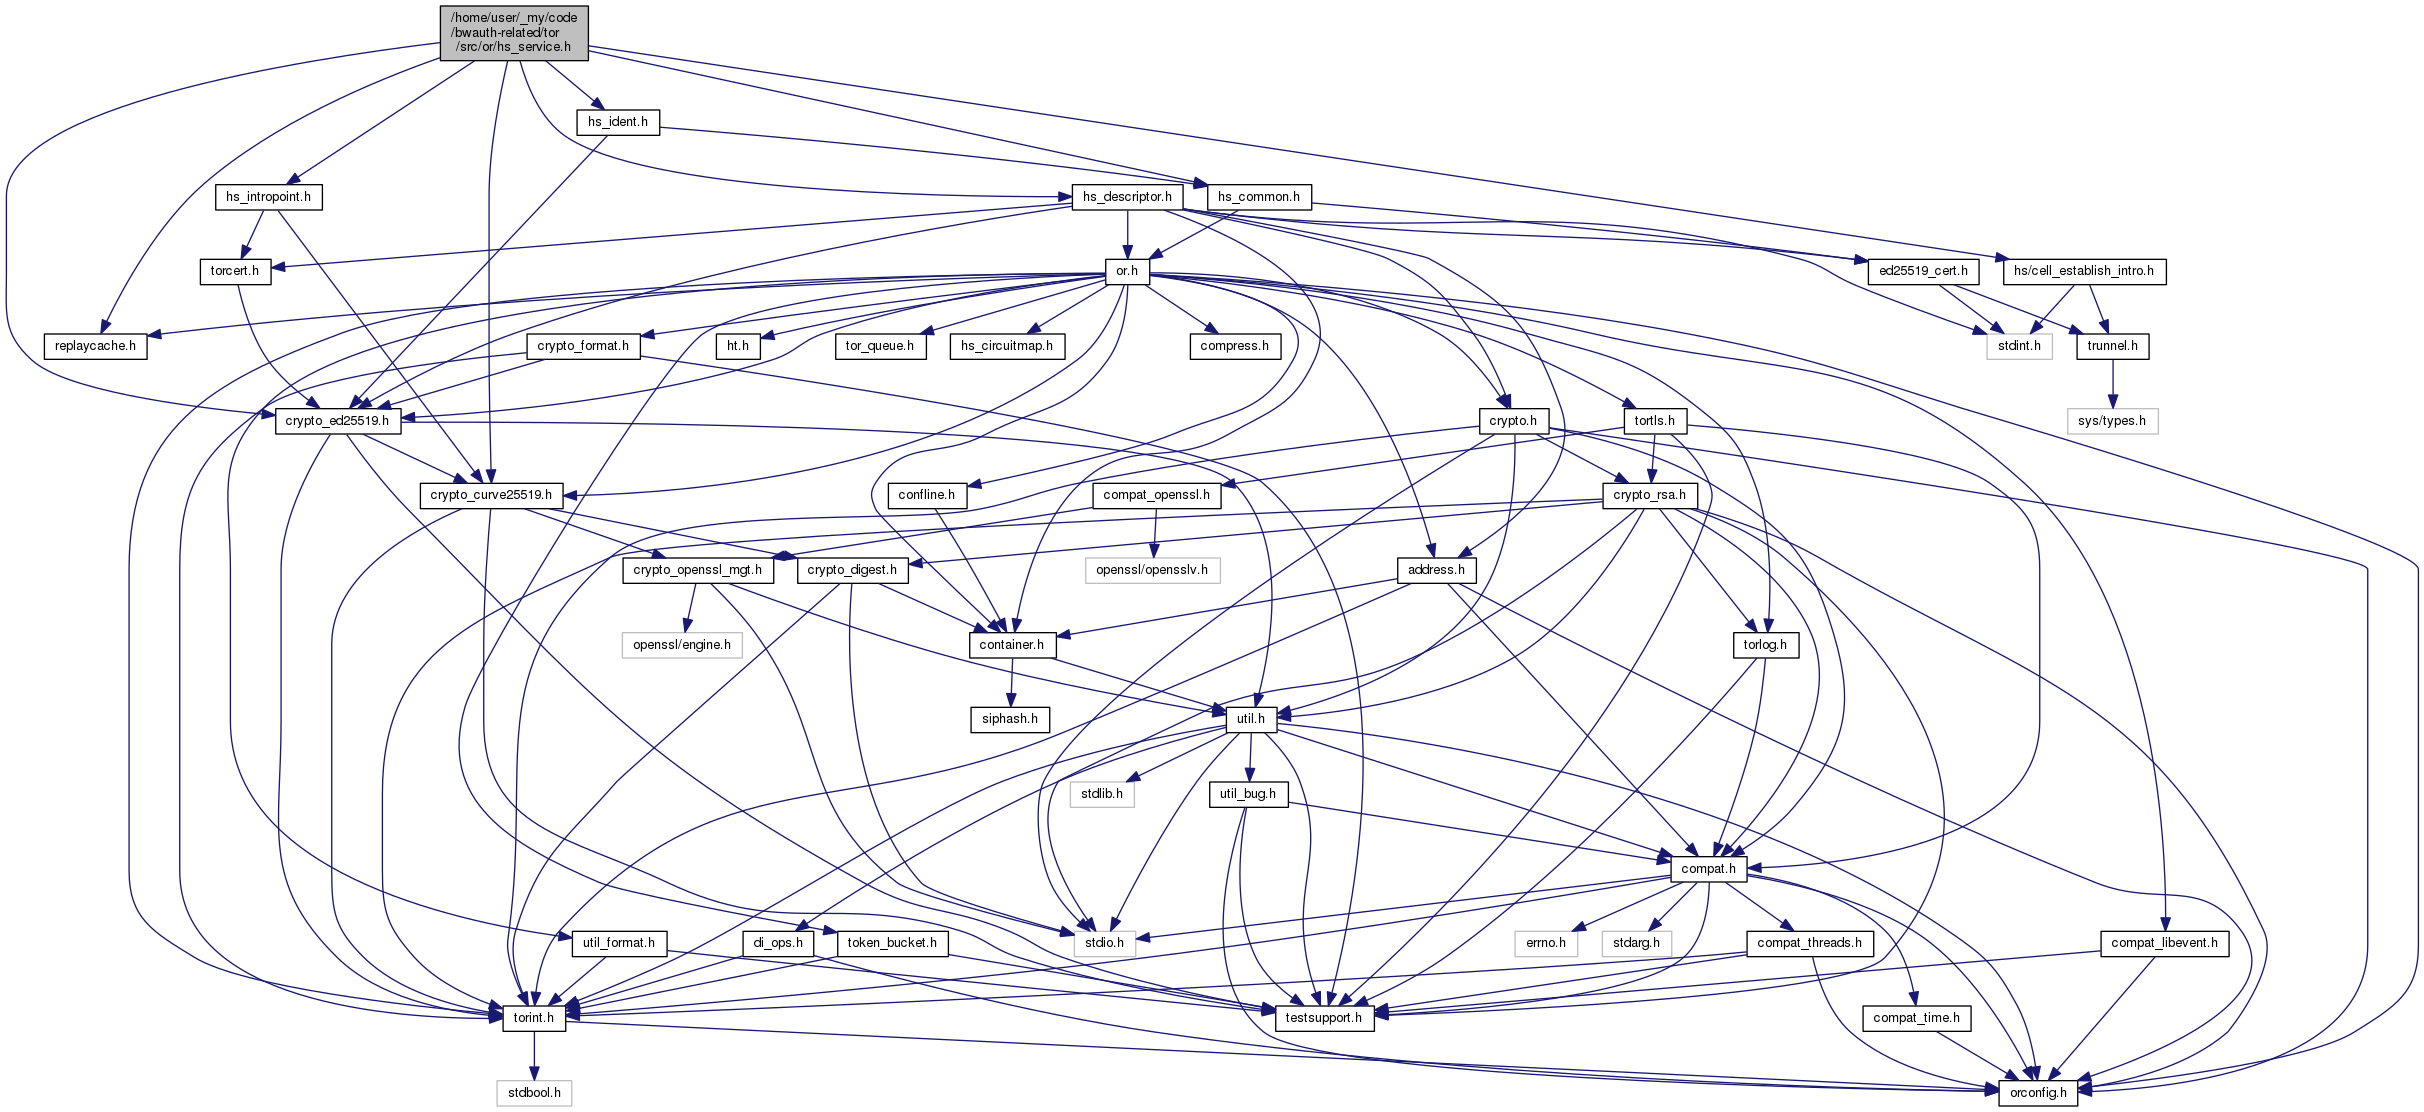 /home/user/_my/code
/bwauth-related/tor
/src/or/hs_service.h
hs_ident.h
hs_intropoint.h
hs_descriptor.h
hs_common.h
torcert.h
or.h
ed25519_cert.h
hs/cell_establish_intro.h
replaycache.h
crypto_format.h
ht.h
tor_queue.h
hs_circuitmap.h
compress.h
stdint.h
trunnel.h
crypto_ed25519.h
crypto.h
tortls.h
sys/types.h
crypto_curve25519.h
confline.h
compat_openssl.h
crypto_rsa.h
crypto_openssl_mgt.h
crypto_digest.h
openssl/opensslv.h
address.h
openssl/engine.h
container.h
torlog.h
siphash.h
util.h
stdlib.h
util_bug.h
compat.h
util_format.h
di_ops.h
token_bucket.h
stdio.h
errno.h
stdarg.h
compat_threads.h
compat_libevent.h
torint.h
testsupport.h
compat_time.h
stdbool.h
orconfig.h